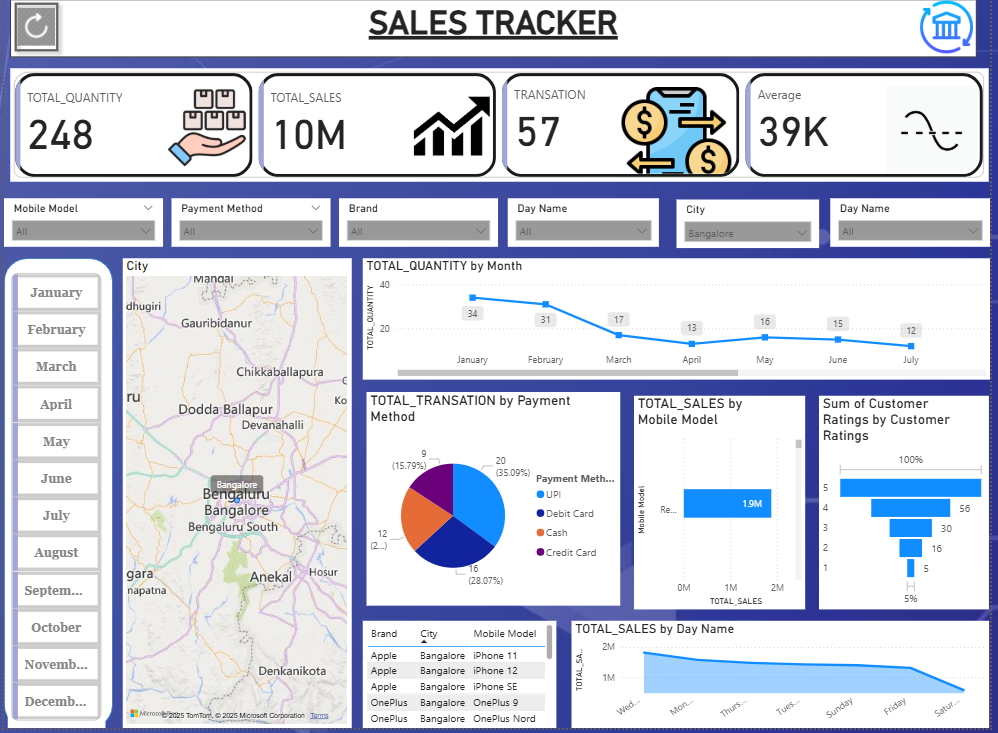 SALES TRACKER
TOTAL_QUANTITY
248
TOTAL_SALES
10M
TRANSATION
57
Average
39K
Mobile Model
All
Payment Method
All
Brand
All
Day Name
All
City
Bangalore
Day Name
All
January
February
March
April
May
June
July
August
Septem...
October
Novemb...
Decemb...
City
Mandal
dhugiri
Gauribidanur
Chikkaballapura
Ko
ru
Dodda Ballapur
Devanahalli
Bangalore
Bengaluru
Bangalore
Bengaluru South
gara
Anekal
Hosur
napatna
Denkanikota
© 2025 TomTom, © 2025 Microsoft Corporation Terms
TOTAL_QUANTITY by Month
TOTAL_QUANTITY
40
20
34
31
17
13
16
15
12
January
February
March
April
May
June
July
TOTAL_TRANSATION by Payment
Method
9
(15.79%)
20
(35.09%)
12
(2...)
16
(28.07%)
Payment Meth...
UPI
Debit Card
Cash
Credit Card
TOTAL_SALES by
Mobile Model
Mobile Model
Re...
1.9M
0M
1M
2M
TOTAL_SALES
Sum of Customer
Ratings by Customer
Ratings
100%
5
4
56
3
30
2
16
1
5
5%
Brand City Mobile Model
Apple Bangalore iPhone 11
Apple Bangalore iPhone 12
Apple Bangalore iPhone SE
OnePlus Bangalore OnePlus 9
OnePlus Bangalore OnePlus Nord
TOTAL_SALES by Day Name
TOTAL_SA...
2M
1M
Wed...
Mon...
Thurs...
Tues...
Sunday
Friday
Satur...